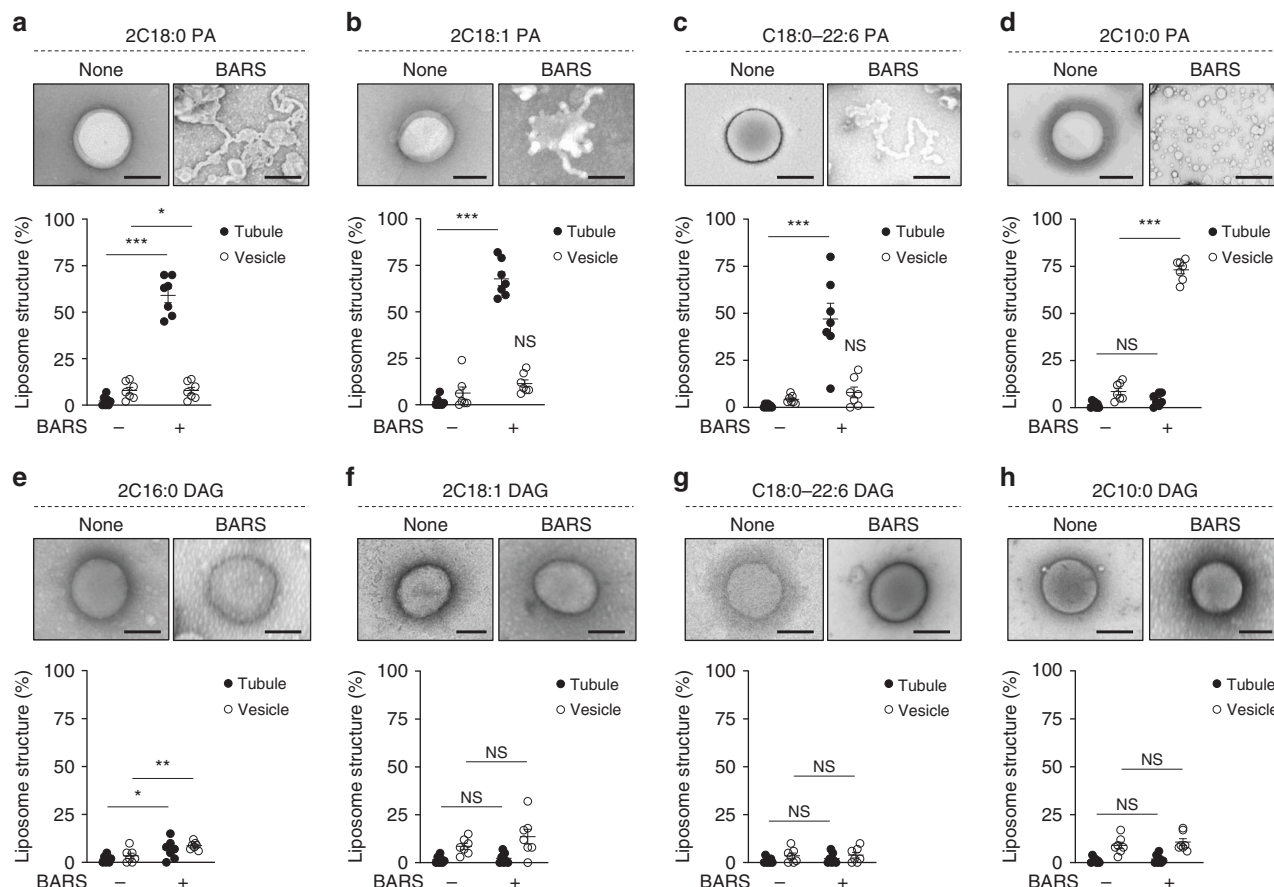 a
2C18:0 PA
None BARS
Liposome structure (%)
100
75
50
25
0
*
***
Tubule
Vesicle
BARS – +
b
2C18:1 PA
None BARS
Liposome structure (%)
100
75
50
25
0
***
NS
Tubule
Vesicle
BARS – +
c
C18:0–22:6 PA
None BARS
Liposome structure (%)
100
75
50
25
0
***
NS
Tubule
Vesicle
BARS – +
d
2C10:0 PA
None BARS
Liposome structure (%)
100
75
50
25
0
***
NS
Tubule
Vesicle
BARS – +
e
2C16:0 DAG
None BARS
Liposome structure (%)
100
75
50
25
0
**
*
Tubule
Vesicle
BARS – +
f
2C18:1 DAG
None BARS
Liposome structure (%)
100
75
50
25
0
NS
NS
Tubule
Vesicle
BARS – +
g
C18:0–22:6 DAG
None BARS
Liposome structure (%)
100
75
50
25
0
NS
NS
Tubule
Vesicle
BARS – +
h
2C10:0 DAG
None BARS
Liposome structure (%)
100
75
50
25
0
NS
NS
Tubule
Vesicle
BARS – +